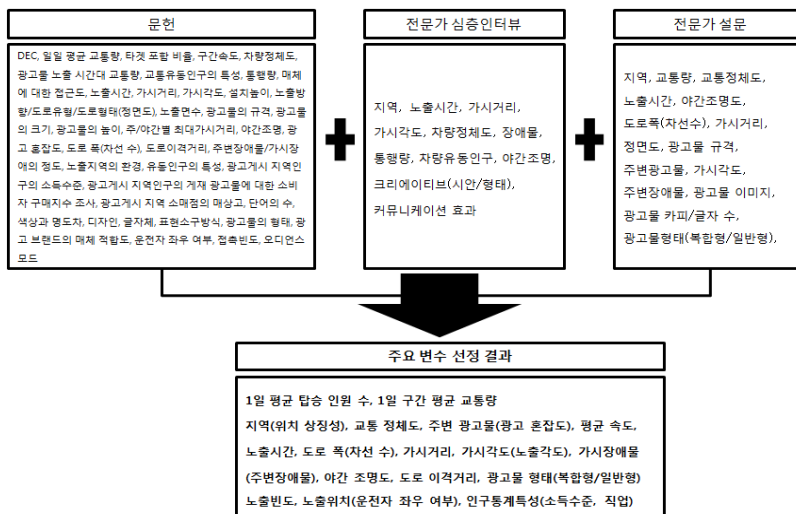 문헌
DEC, 일일 평균 교통량, 타겟 포함 비율, 구간속도, 차량정체도,
광고물 노출 시간대 교통량, 교통유동인구의 특성, 통행량, 매체
에 대한 접근도, 노출시간, 가시거리, 가시각도, 설치높이, 노출방
향/도로유형/도로형태(정면도), 노출면수, 광고물의 규격, 광고물
의 크기, 광고물의 높이, 주/야간별 최대가시거리, 야간조명, 광
고 혼잡도, 도로 폭(차선 수), 도로이격거리, 주변장애물/가시장
애의 정도, 노출지역의 환경, 유동인구의 특성, 광고게시 지역인
구의 소득수준, 광고게시 지역인구의 게재 광고물에 대한 소비
자 구매지수 조사, 광고게시 지역 소매점의 매상고, 단어의 수,
색상과 명도차, 디자인, 글자체, 표현소구방식, 광고물의 형태, 광
고 브랜드의 매체 적합도, 운전자 좌우 여부, 접촉빈도, 오디언스
모드
전문가 심층인터뷰
지역, 노출시간, 가시거리,
가시각도, 차량정체도, 장애물,
통행량, 차량유동인구, 야간조명,
크리에이티브(시안/형태),
커뮤니케이션 효과
전문가 설문
지역, 교통량, 교통정체도,
노출시간, 야간조명도,
도로폭(차선수), 가시거리,
정면도, 광고물 규격,
주변광고물, 가시각도,
주변장애물, 광고물 이미지,
광고물 카피/글자 수,
광고물형태(복합형/일반형),
주요 변수 선정 결과
1일 평균 탑승 인원 수, 1일 구간 평균 교통량
지역(위치 상징성), 교통 정체도, 주변 광고물(광고 혼잡도), 평균 속도,
노출시간, 도로 폭(차선 수), 가시거리, 가시각도(노출각도), 가시장애물
(주변장애물), 야간 조명도, 도로 이격거리, 광고물 형태(복합형/일반형)
노출빈도, 노출위치(운전자 좌우 여부), 인구통계특성(소득수준, 직업)